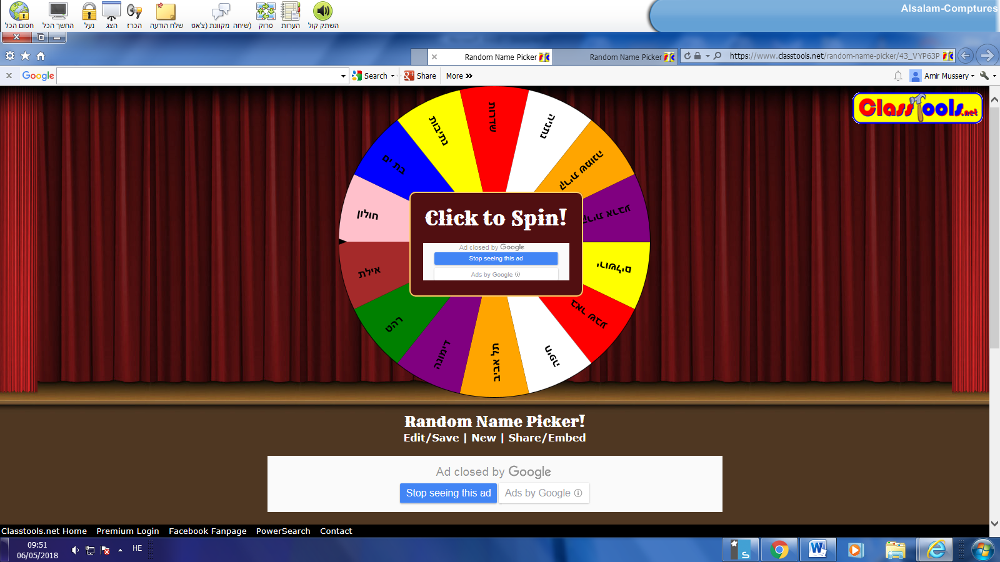 Alsalam-Comptures
חסום הכל
החשך הכל
נעל
הצג
הכרז
שלח הודעה
(שיחה מקוונת (צ'אט
סרוק
הערות
השתק קול
Random Name Picker
Random Name Picker
https://www.classtools.net/random-name-picker/43_VYP63P
Google
Search
Share
More »
Amir Mussery
ClassTools.net
שדרות
נתניה
קרית שמונה
קרית ארבע
ירושלים
באר שבע
חיפה
תל אביב
דימונה
רהט
אילת
חולון
בת ים
נתיבות
Click to Spin!
Ad closed by Google
Stop seeing this ad
Ads by Google
Random Name Picker!
Edit/Save | New | Share/Embed
Ad closed by Google
Stop seeing this ad
Ads by Google
Classtools.net Home Premium Login Facebook Fanpage PowerSearch Contact
09:51
06/05/2018
HE